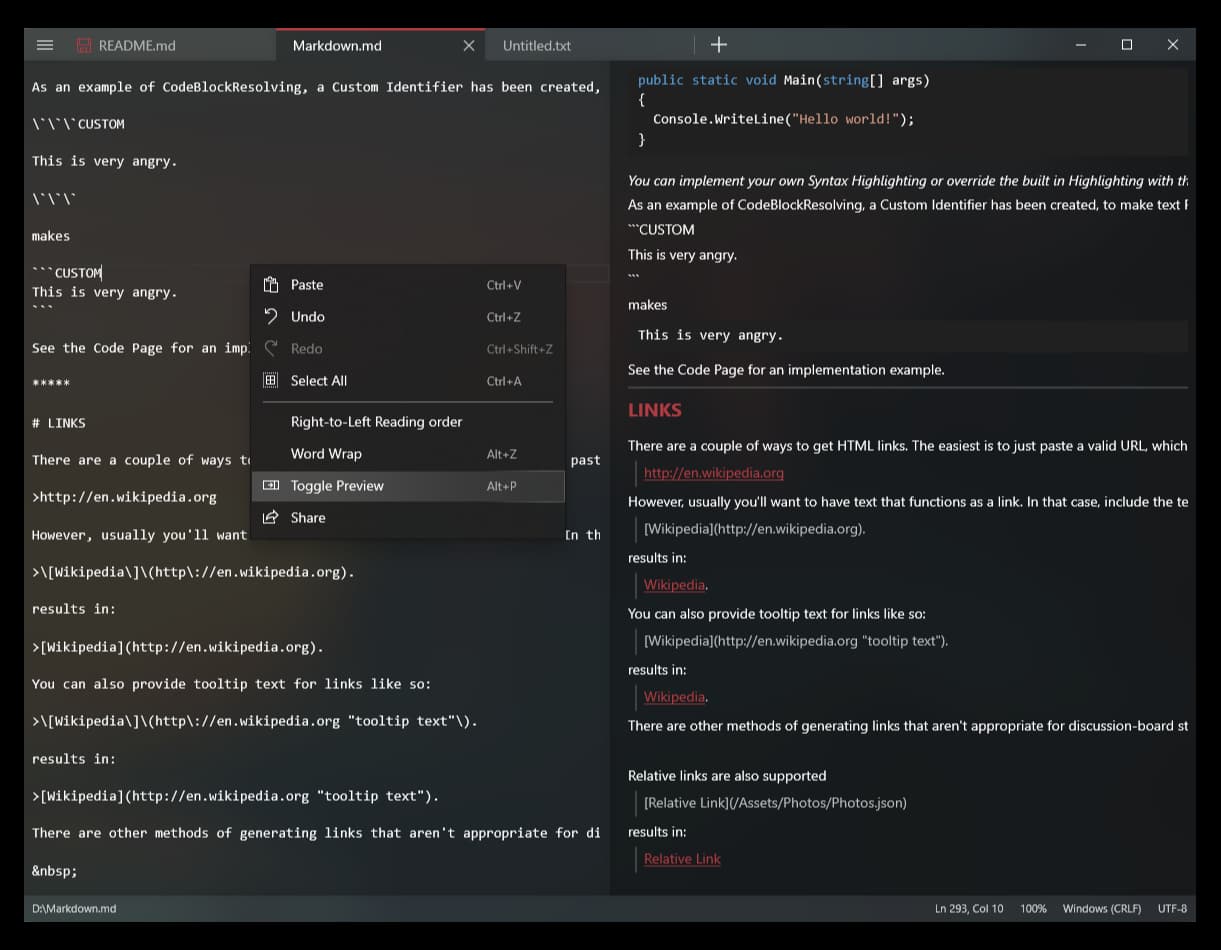 README.md
Markdown.md
Untitled.txt
As an example of CodeBlockResolving, a Custom Identifier has been created,
\`\`\`CUSTOM
This is very angry.
\`\`\`
makes
```CUSTOM
This is very angry.
```
See the Code Page for an imp
*****
# LINKS
There are a couple of ways t
past
>http://en.wikipedia.org
However, usually you'll want
In th
>\[Wikipedia\]\(http\://en.wikipedia.org).
results in:
>[Wikipedia](http://en.wikipedia.org).
You can also provide tooltip text for links like so:
>\[Wikipedia\]\(http\://en.wikipedia.org "tooltip text"\).
results in:
>[Wikipedia](http://en.wikipedia.org "tooltip text").
There are other methods of generating links that aren't appropriate for di
&nbsp;
Paste Ctrl+V
Undo Ctrl+Z
Redo Ctrl+Shift+Z
Select All Ctrl+A
Right-to-Left Reading order
Word Wrap Alt+Z
Toggle Preview Alt+P
Share
public static void Main(string[] args)
{
Console.WriteLine("Hello world!");
}
You can implement your own Syntax Highlighting or override the built in Highlighting with th
As an example of CodeBlockResolving, a Custom Identifier has been created, to make text
```CUSTOM
This is very angry.
```
makes
This is very angry.
See the Code Page for an implementation example.
LINKS
There are a couple of ways to get HTML links. The easiest is to just paste a valid URL, which
http://en.wikipedia.org
However, usually you'll want to have text that functions as a link. In that case, include the te
[Wikipedia](http://en.wikipedia.org).
results in:
Wikipedia.
You can also provide tooltip text for links like so:
[Wikipedia](http://en.wikipedia.org "tooltip text").
results in:
Wikipedia.
There are other methods of generating links that aren't appropriate for discussion-board st
Relative links are also supported
[Relative Link](/Assets/Photos/Photos.json)
results in:
Relative Link
D:\Markdown.md
Ln 293, Col 10
100%
Windows (CRLF)
UTF-8